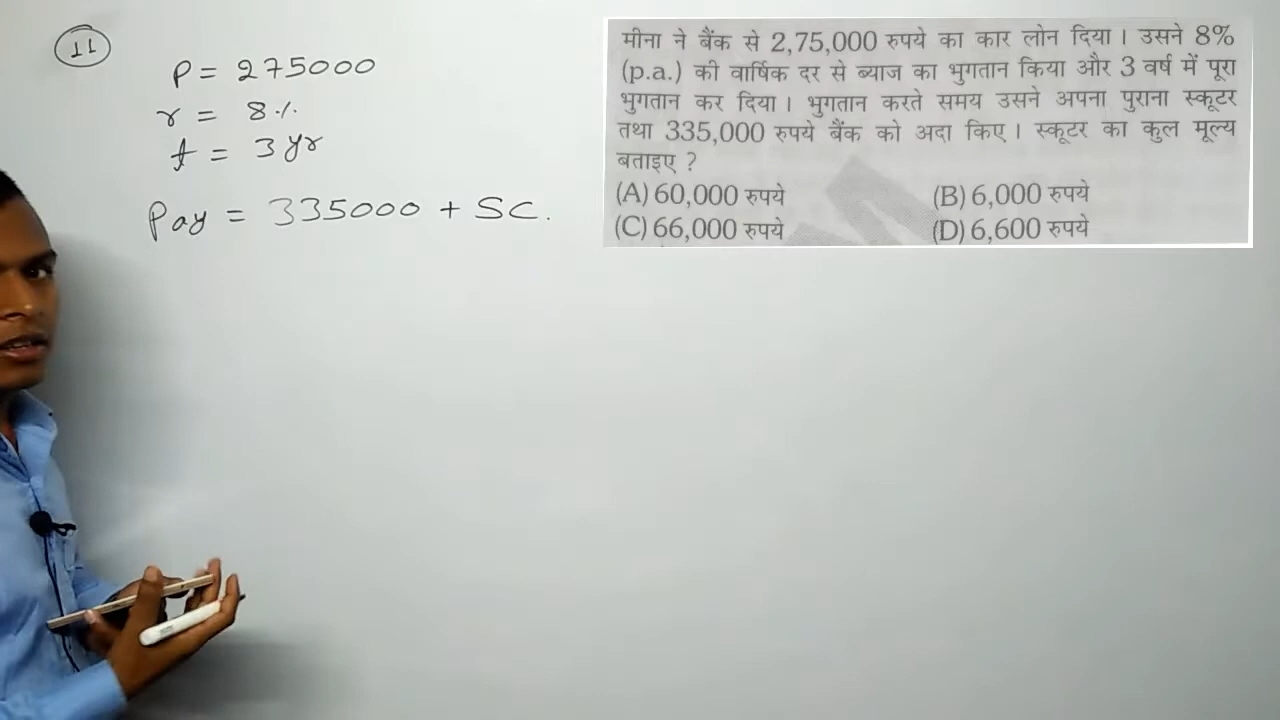 11
P = 275000
r = 8%
t = 3 yr
Pay = 335000 + SC.
मीना ने बैंक से 2,75,000 रुपये का कार लोन दिया। उसने 8%
(p.a.) की वार्षिक दर से ब्याज का भुगतान किया और 3 वर्ष में पूरा
भुगतान कर दिया। भुगतान करते समय उसने अपना पुराना स्कूटर
तथा 335,000 रुपये बैंक को अदा किए। स्कूटर का कुल मूल्य
बताइए ?
(A) 60,000 रुपये (B) 6,000 रुपये
(C) 66,000 रुपये (D) 6,600 रुपये